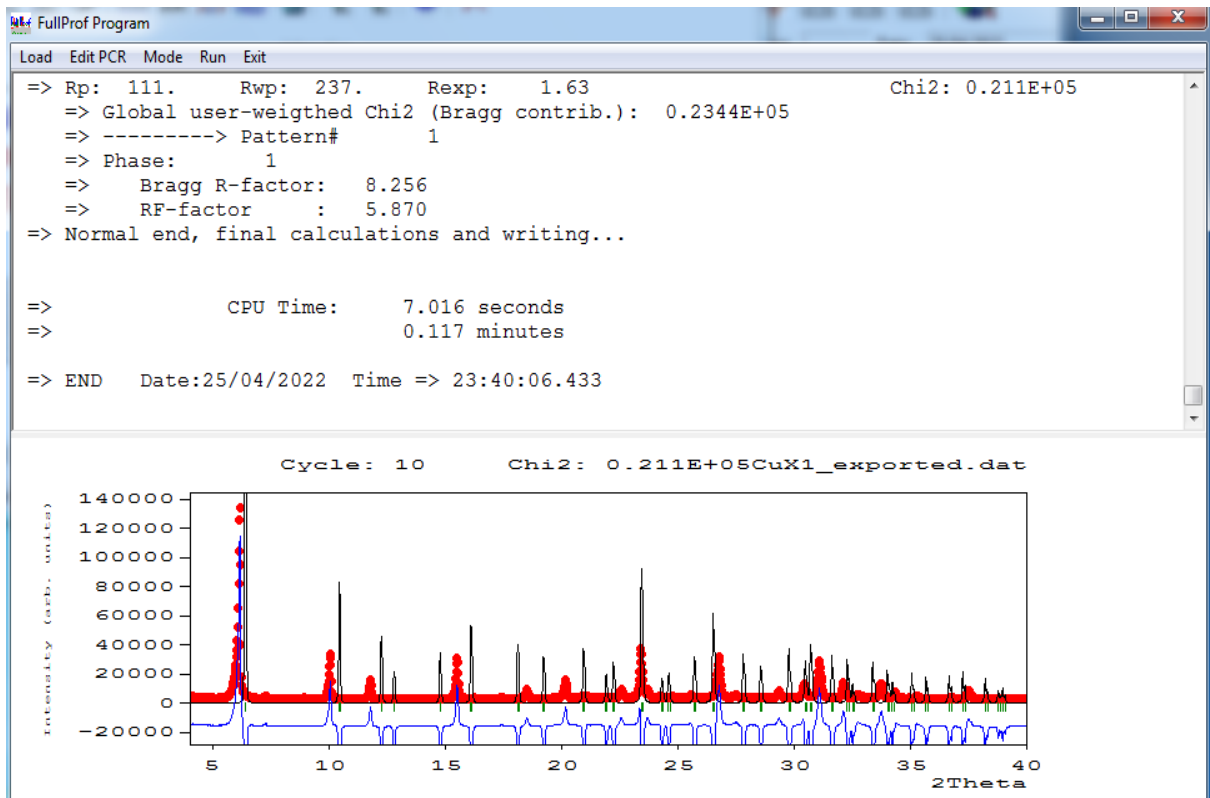 FullProf Program
Load Edit PCR Mode Run Exit
=> Rp: 111. Rwp: 237. Rexp: 1.63 Chi2: 0.211E+05
=> Global user-weigthed Chi2 (Bragg contrib.): 0.2344E+05
=> ---------> Pattern# 1
=> Phase: 1
=> Bragg R-factor: 8.256
=> RF-factor : 5.870
=> Normal end, final calculations and writing...
=> CPU Time: 7.016 seconds
=> 0.117 minutes
=> END Date:25/04/2022 Time => 23:40:06.433
Cycle: 10 Chi2: 0.211E+05CuX1_exported.dat
Intensity (arb. units)
140000
120000
100000
80000
60000
40000
20000
0
-20000
5 10 15 20 25 30 35 40
2Theta